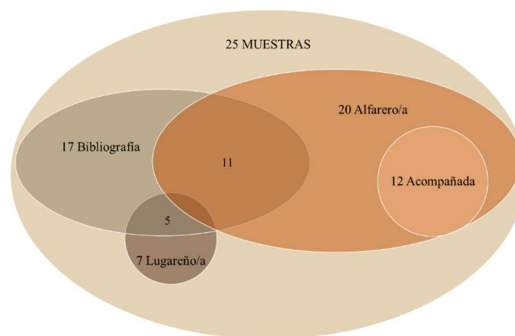 25 MUESTRAS
20 Alfarero/a
17 Bibliografía
11
12 Acompañada
5
7 Lugareño/a